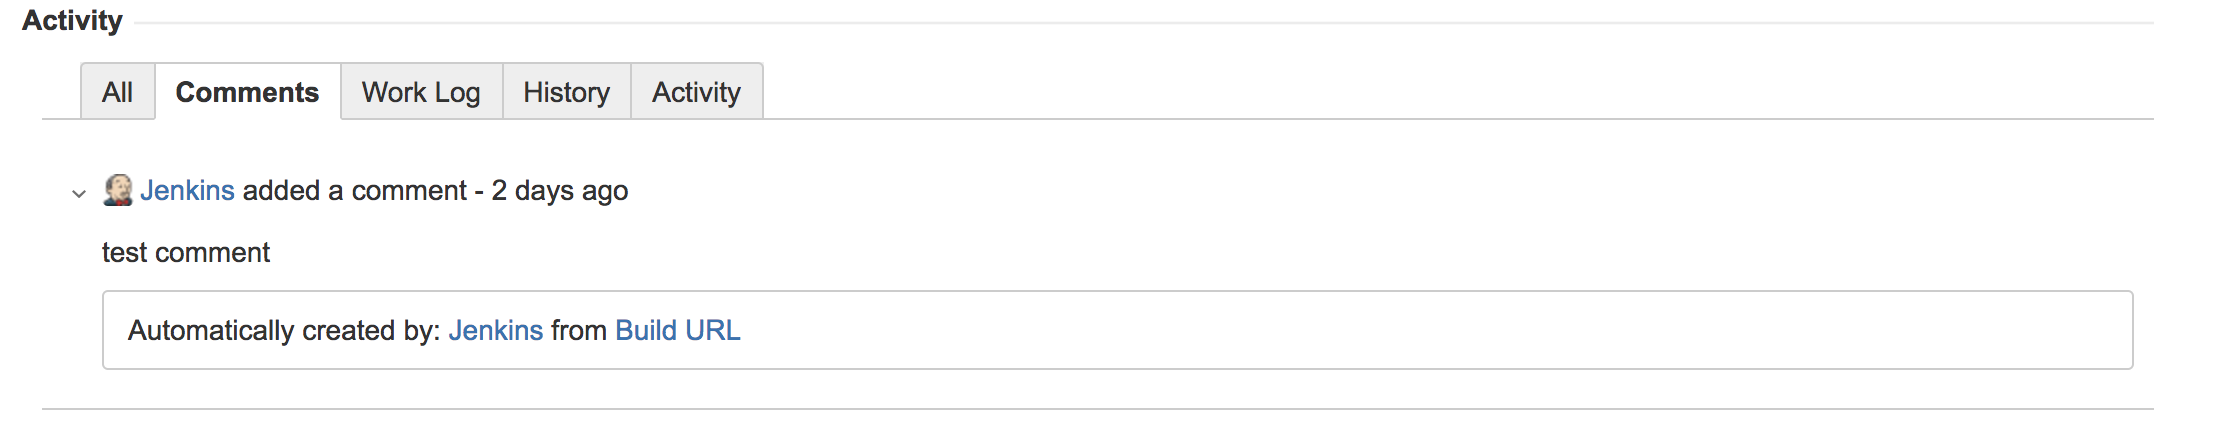 Activity
All Comments Work Log History Activity
Jenkins added a comment - 2 days ago
test comment
Automatically created by: Jenkins from Build URL